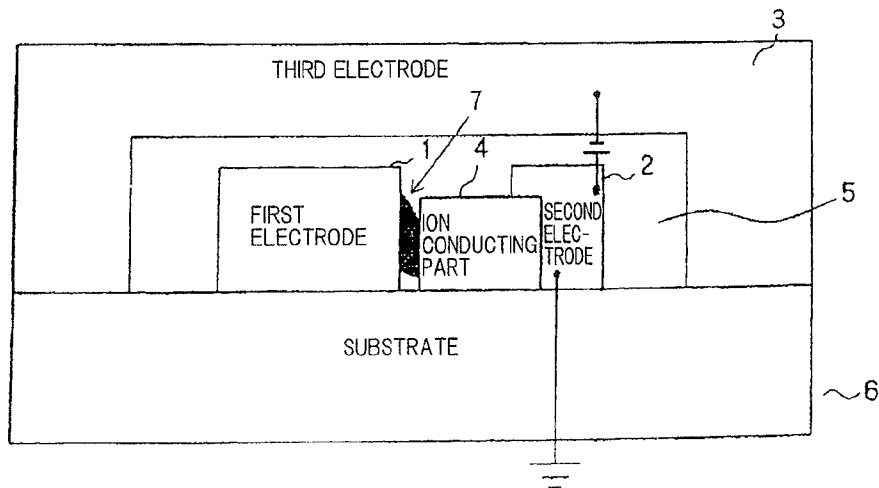 3
THIRD ELECTRODE
7
1
4
2
FIRST
ELECTRODE
ION
CONDUCTING
PART
SECOND
ELEC-
TRODE
5
SUBSTRATE
6